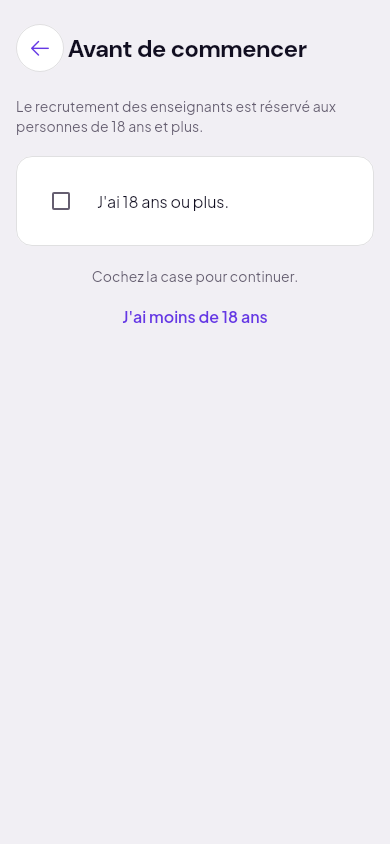 Avant de commencer
Le recrutement des enseignants est réservé aux
personnes de 18 ans et plus.
J'ai 18 ans ou plus.
Cochez la case pour continuer.
J'ai moins de 18 ans